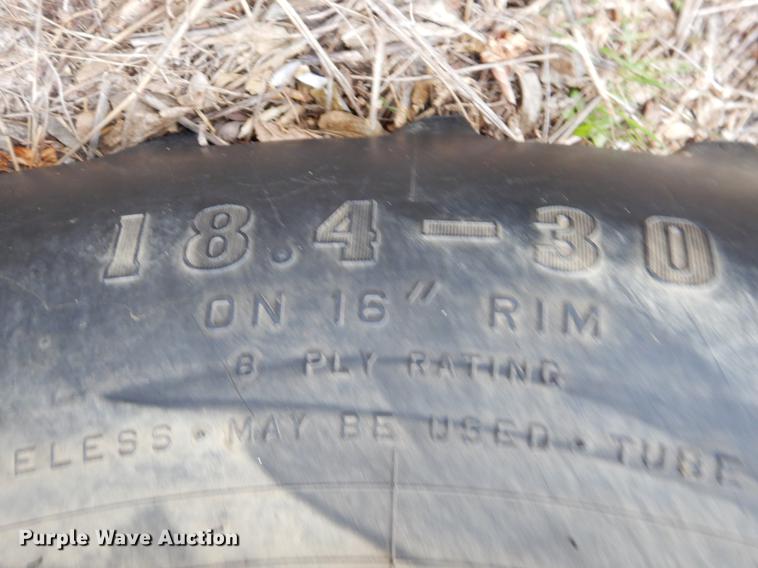 18.4-30
ON 16" RIM
8 PLY RATING
ELESS • MAY BE USED • TUBE
Purple Wave Auction